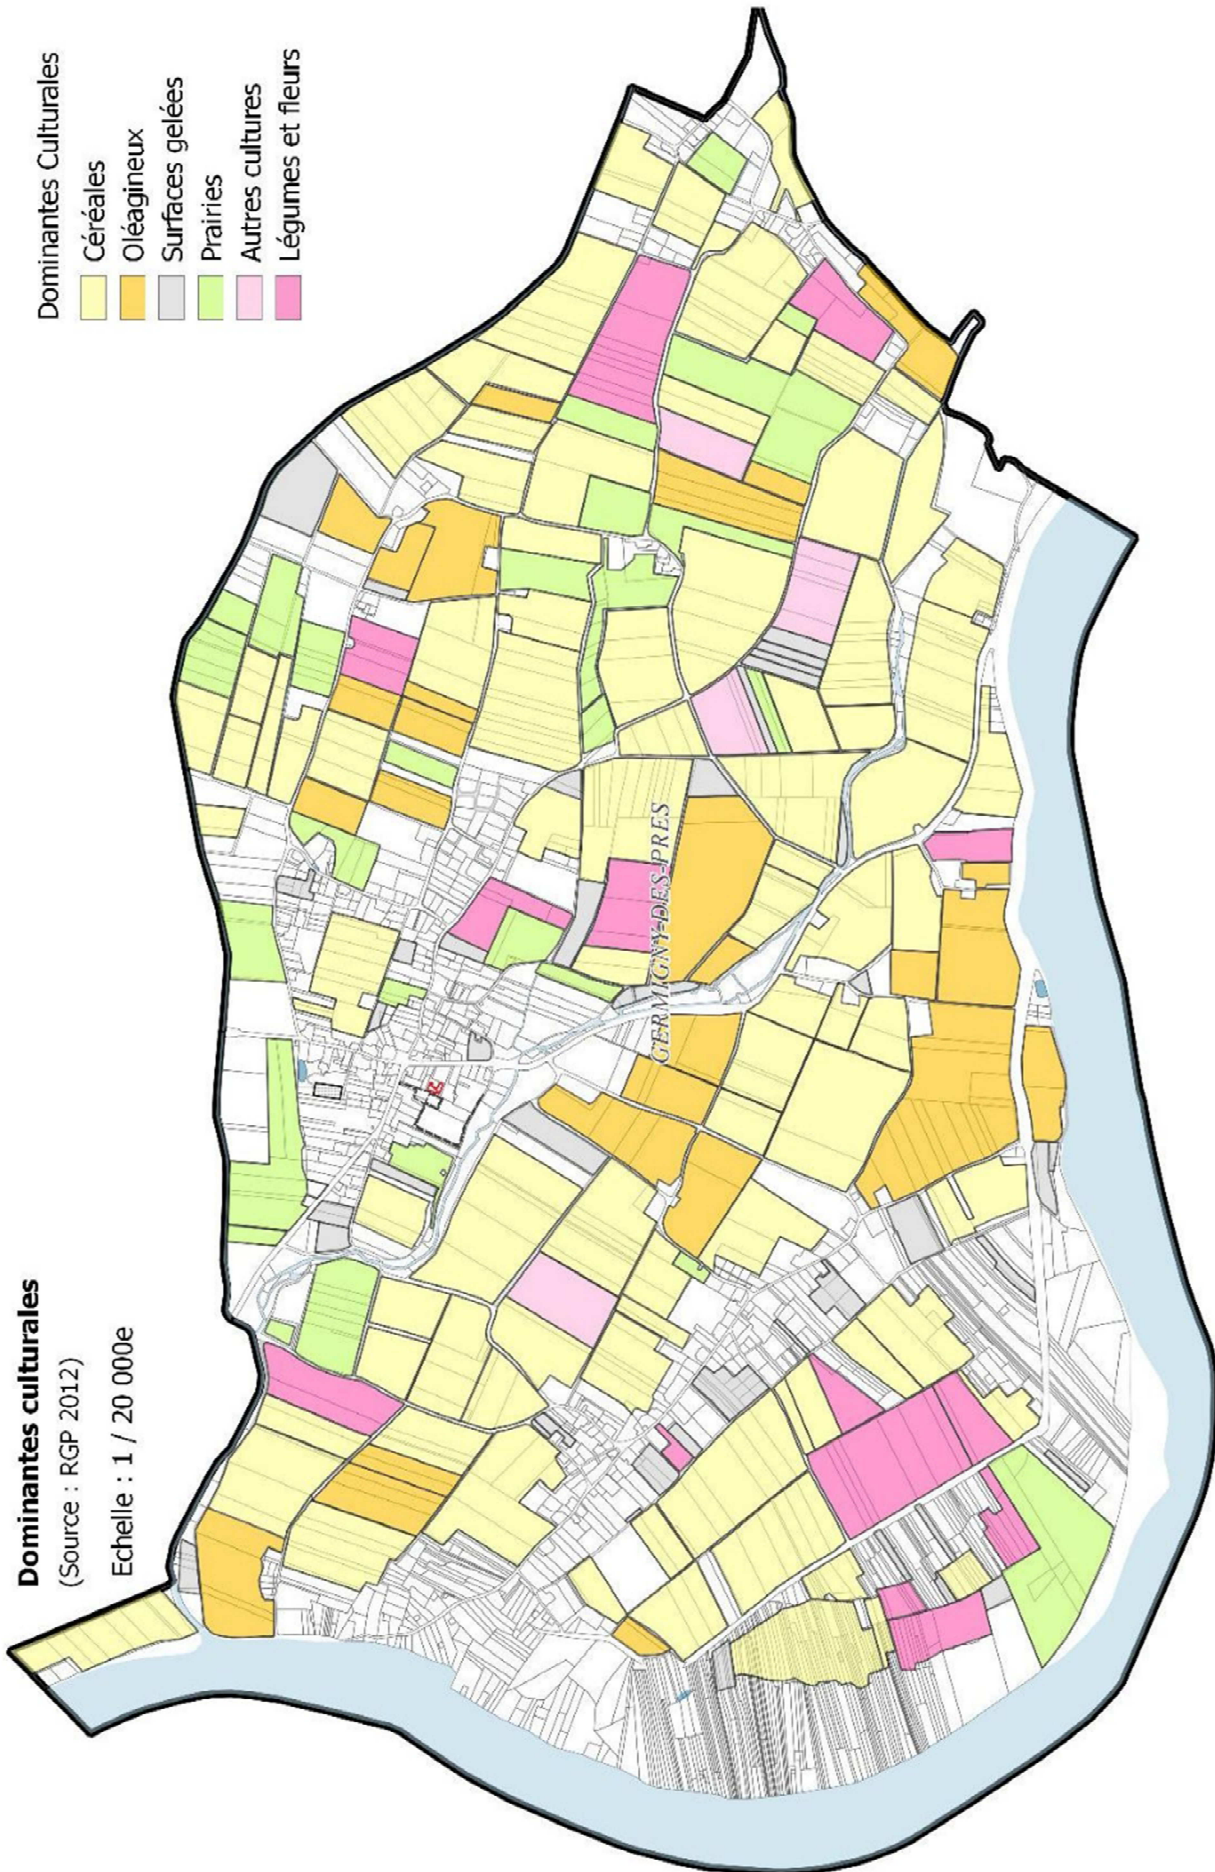 Dominantes culturales
(Source : RGP 2012)
Echelle : 1 / 20 000e
Dominantes Culturales
Céréales
Oléagineux
Surfaces gelées
Prairies
Autres cultures
Légumes et fleurs
GERMIGNY-DES-PRES